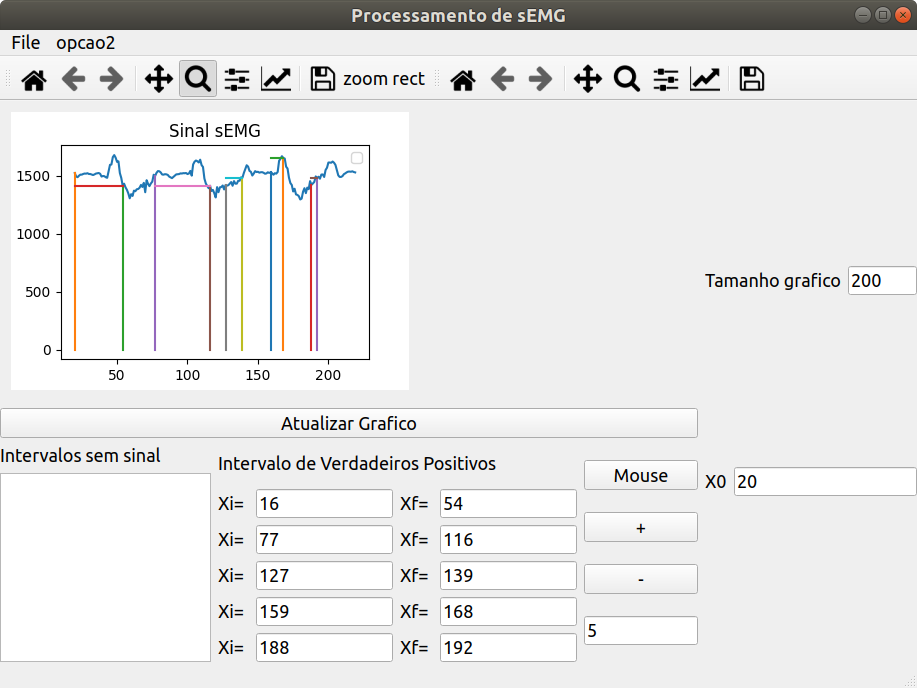 Processamento de sEMG
File opcao2
zoom rect
Sinal sEMG
1500
1000
500
0
50 100 150 200
Tamanho grafico 200
Atualizar Grafico
Intervalos sem sinal
Intervalo de Verdadeiros Positivos
Mouse
X0 20
Xi= 16 Xf= 54
+
Xi= 77 Xf= 116
Xi= 127 Xf= 139
-
Xi= 159 Xf= 168
5
Xi= 188 Xf= 192